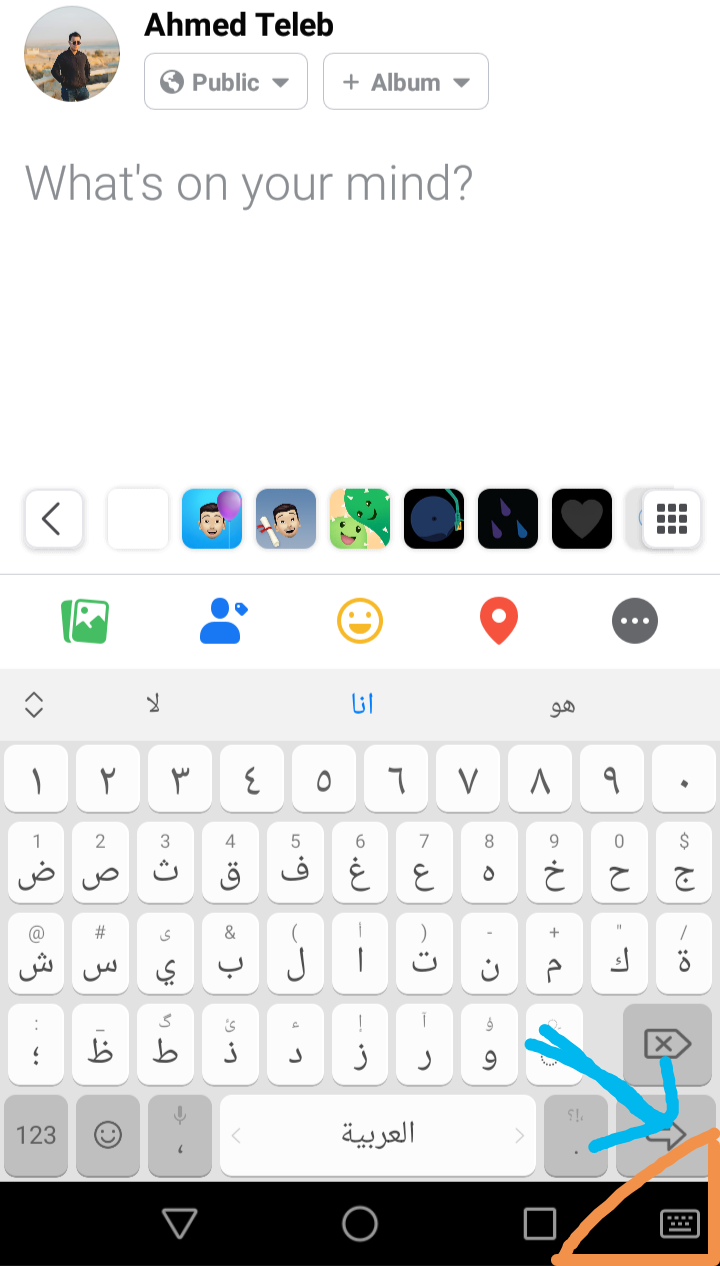 Ahmed Teleb
Public
+ Album
What's on your mind?
لا انا هو
١ ٢ ٣ ٤ ٥ ٦ ٧ ٨ ٩ ٠
1 2 3 4 5 6 7 8 9 0 $
ض ص ث ق ف غ ع ه خ ح ج
@ # ى & ( أ ) - + " /
ش س ي ب ل ا ت ن م ك ة
: _ گ ئ ء إ آ ؤ
؛ ظ ط ذ د ز ر و
،!؟
123 ، العربية .